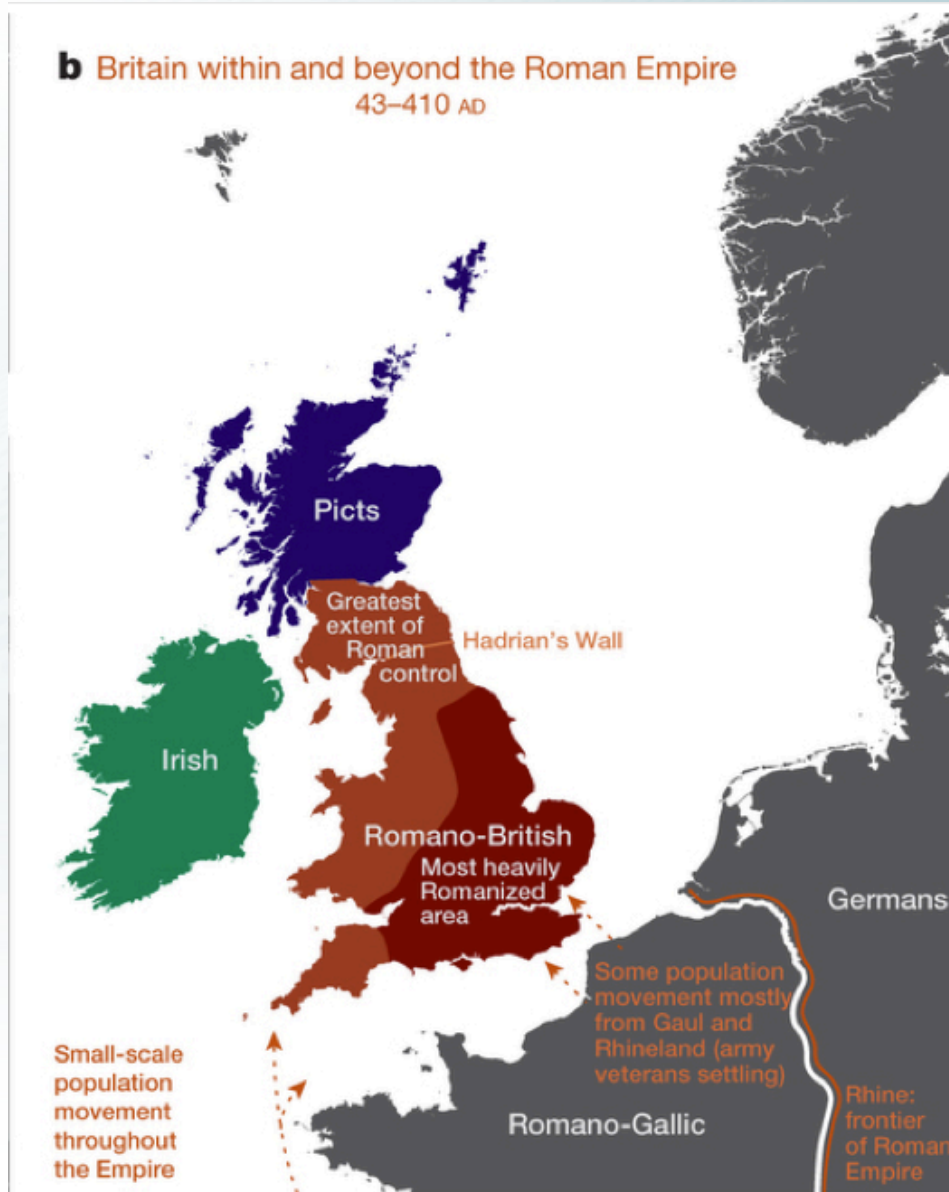 b Britain within and beyond the Roman Empire
43–410 AD
Picts
Greatest
extent of
Roman
control
Hadrian's Wall
Irish
Romano-British
Most heavily
Romanized
area
Germans
Some population
movement mostly
from Gaul and
Rhineland (army
veterans settling)
Small-scale
population
movement
throughout
the Empire
Romano-Gallic
Rhine:
frontier
of Roman
Empire